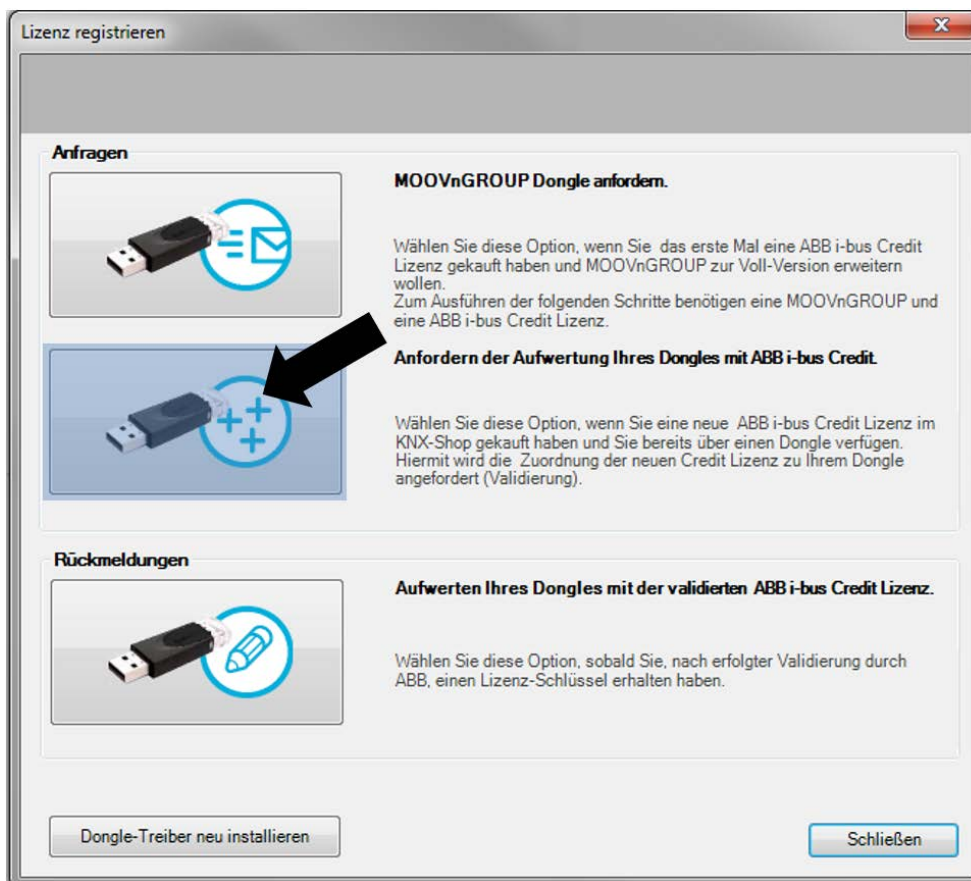 Lizenz registrieren
Anfragen
MOOVnGROUP Dongle anfordern.
Wählen Sie diese Option, wenn Sie das erste Mal eine ABB i-bus Credit
Lizenz gekauft haben und MOOVnGROUP zur Voll-Version erweitern
wollen.
Zum Ausführen der folgenden Schritte benötigen eine MOOVnGROUP und
eine ABB i-bus Credit Lizenz.
Anfordern der Aufwertung Ihres Dongles mit ABB i-bus Credit.
Wählen Sie diese Option, wenn Sie eine neue ABB i-bus Credit Lizenz im
KNX-Shop gekauft haben und Sie bereits über einen Dongle verfügen.
Hiermit wird die Zuordnung der neuen Credit Lizenz zu Ihrem Dongle
angefordert (Validierung).
Rückmeldungen
Aufwerten Ihres Dongles mit der validierten ABB i-bus Credit Lizenz.
Wählen Sie diese Option, sobald Sie, nach erfolgter Validierung durch
ABB, einen Lizenz-Schlüssel erhalten haben.
Dongle-Treiber neu installieren
Schließen